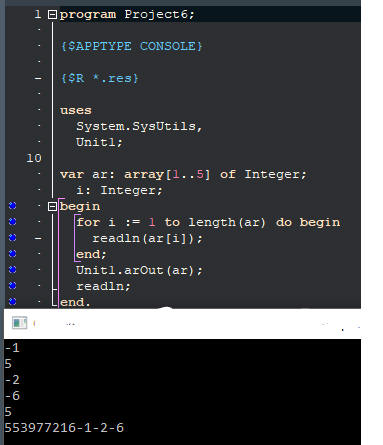 1 program Project6;
{$APPTYPE CONSOLE}
{$R *.res}
uses
System.SysUtils,
Unit1;
10
var ar: array[1..5] of Integer;
i: Integer;
begin
for i := 1 to length(ar) do begin
readln(ar[i]);
end;
Unit1.arOut(ar);
readln;
end.
-1
5
-2
-6
5
553977216-1-2-6